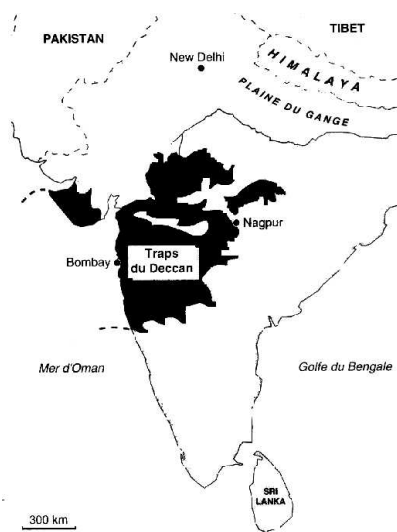 PAKISTAN
TIBET
New Delhi
HIMALAYA
PLAINE DU GANGE
Nagpur
Bombay
Traps
du Deccan
Mer d'Oman
Golfe du Bengale
SRI
LANKA
300 km